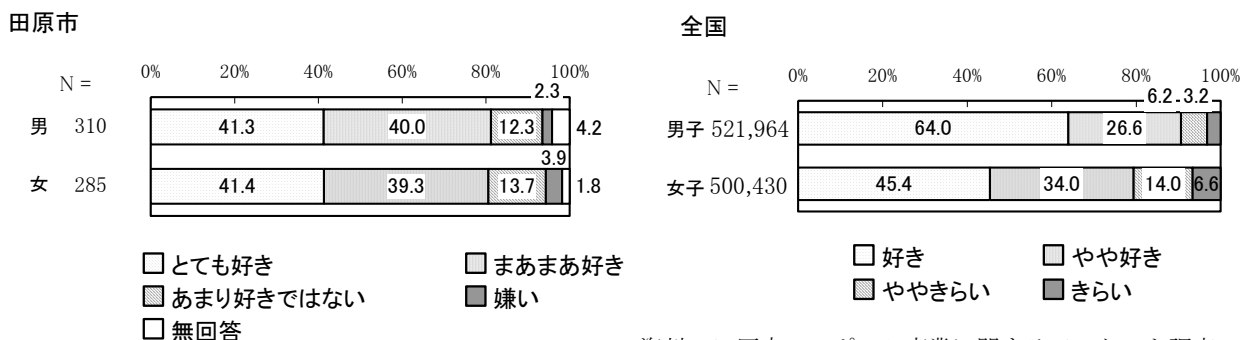 田原市
N =
0% 20% 40% 60% 80% 100%
2.3
男 310 41.3 40.0 12.3 4.2
3.9
女 285 41.4 39.3 13.7 1.8
とても好き まあまあ好き
あまり好きではない 嫌い
無回答
全国
N =
0% 20% 40% 60% 80% 100%
6.2 3.2
男子 521,964 64.0 26.6
女子 500,430 45.4 34.0 14.0 6.6
好き やや好き
ややきらい きらい